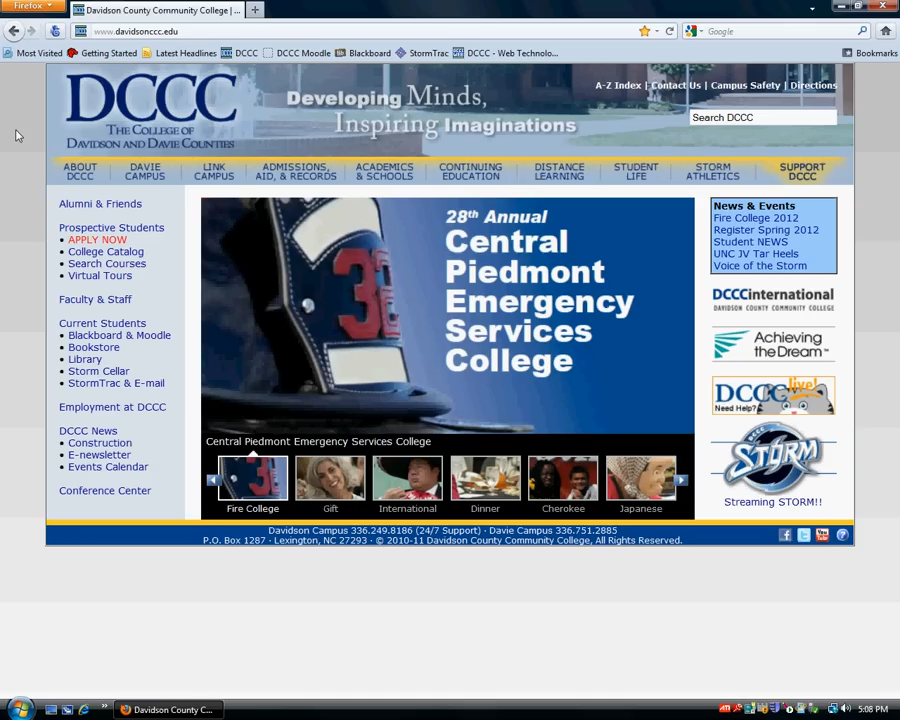 Firefox
Davidson County Community College | ...
www.davidsonccc.edu
Google
Most Visited
Getting Started
Latest Headlines
DCCC
DCCC Moodle
Blackboard
StormTrac
DCCC - Web Technolo...
Bookmarks
DCCC
THE COLLEGE OF
DAVIDSON AND DAVIE COUNTIES
Developing Minds,
Inspiring Imaginations
A-Z Index | Contact Us | Campus Safety | Directions
Search DCCC
ABOUT DCCC
DAVIE CAMPUS
LINK CAMPUS
ADMISSIONS, AID, & RECORDS
ACADEMICS & SCHOOLS
CONTINUING EDUCATION
DISTANCE LEARNING
STUDENT LIFE
STORM ATHLETICS
SUPPORT DCCC
Alumni & Friends
Prospective Students
• APPLY NOW
• College Catalog
• Search Courses
• Virtual Tours
Faculty & Staff
Current Students
• Blackboard & Moodle
• Bookstore
• Library
• Storm Cellar
• StormTrac & E-mail
Employment at DCCC
DCCC News
• Construction
• E-newsletter
• Events Calendar
Conference Center
28th Annual
Central
Piedmont
Emergency
Services
College
Central Piedmont Emergency Services College
Fire College
Gift
International
Dinner
Cherokee
Japanese
News & Events
Fire College 2012
Register Spring 2012
Student NEWS
UNC JV Tar Heels
Voice of the Storm
DCCCinternational
DAVIDSON COUNTY COMMUNITY COLLEGE
Achieving
the Dream™
DCCC live!
Need Help?
DCCC
STORM
Streaming STORM!!
Davidson Campus 336.249.8186 (24/7 Support) · Davie Campus 336.751.2885
P.O. Box 1287 · Lexington, NC 27293 · © 2010-11 Davidson County Community College, All Rights Reserved.
Davidson County C...
5:08 PM